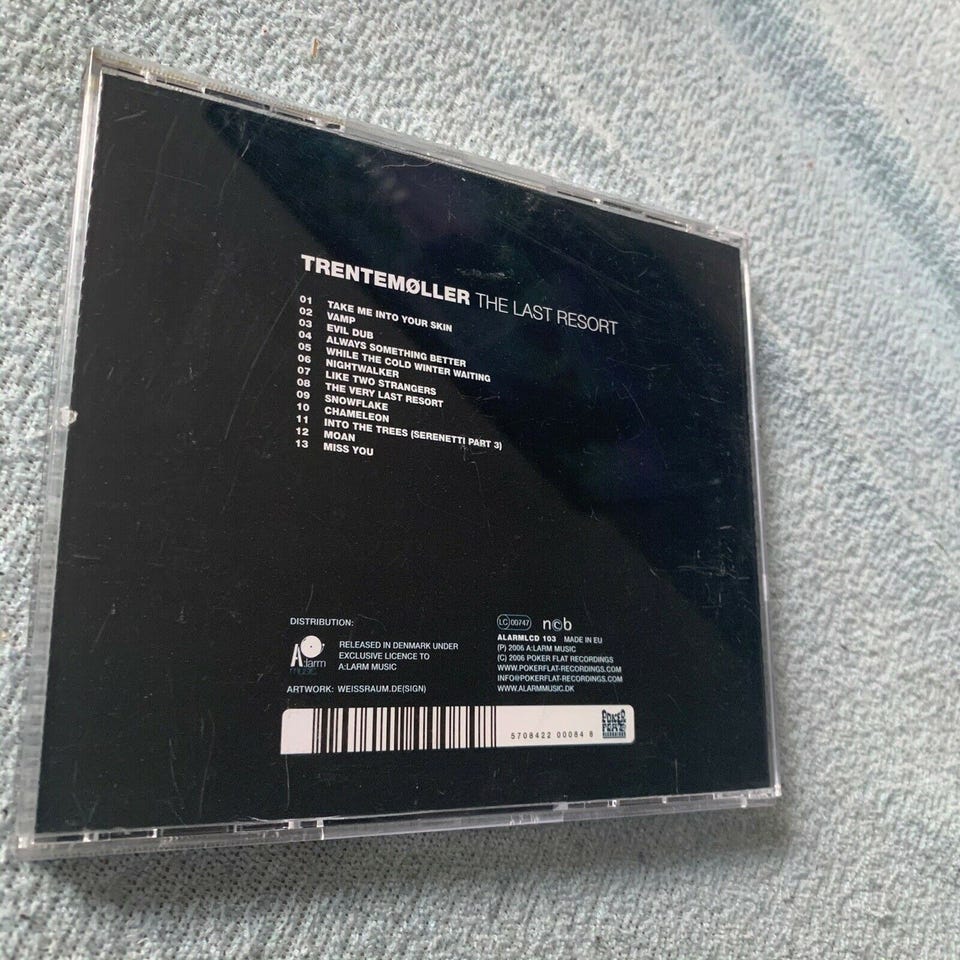 TRENTEMØLLER THE LAST RESORT
01 TAKE ME INTO YOUR SKIN
02 VAMP
03 EVIL DUB
04 ALWAYS SOMETHING BETTER
05 WHILE THE COLD WINTER WAITING
06 NIGHTWALKER
07 LIKE TWO STRANGERS
08 THE VERY LAST RESORT
09 SNOWFLAKE
10 CHAMELEON
11 INTO THE TREES (SERENETTI PART 3)
12 MOAN
13 MISS YOU
DISTRIBUTION:
A:larm
music
RELEASED IN DENMARK UNDER
EXCLUSIVE LICENCE TO
A:LARM MUSIC
ARTWORK: WEISSRAUM.DE(SIGN)
LC 00747 ncb
ALARMLCD 103 MADE IN EU
(P) 2006 A:LARM MUSIC
(C) 2006 POKER FLAT RECORDINGS
WWW.POKERFLAT-RECORDINGS.COM
INFO@POKERFLAT-RECORDINGS.COM
WWW.ALARMMUSIC.DK
5708422 00084 8
POKER
FLAT
RECORDINGS